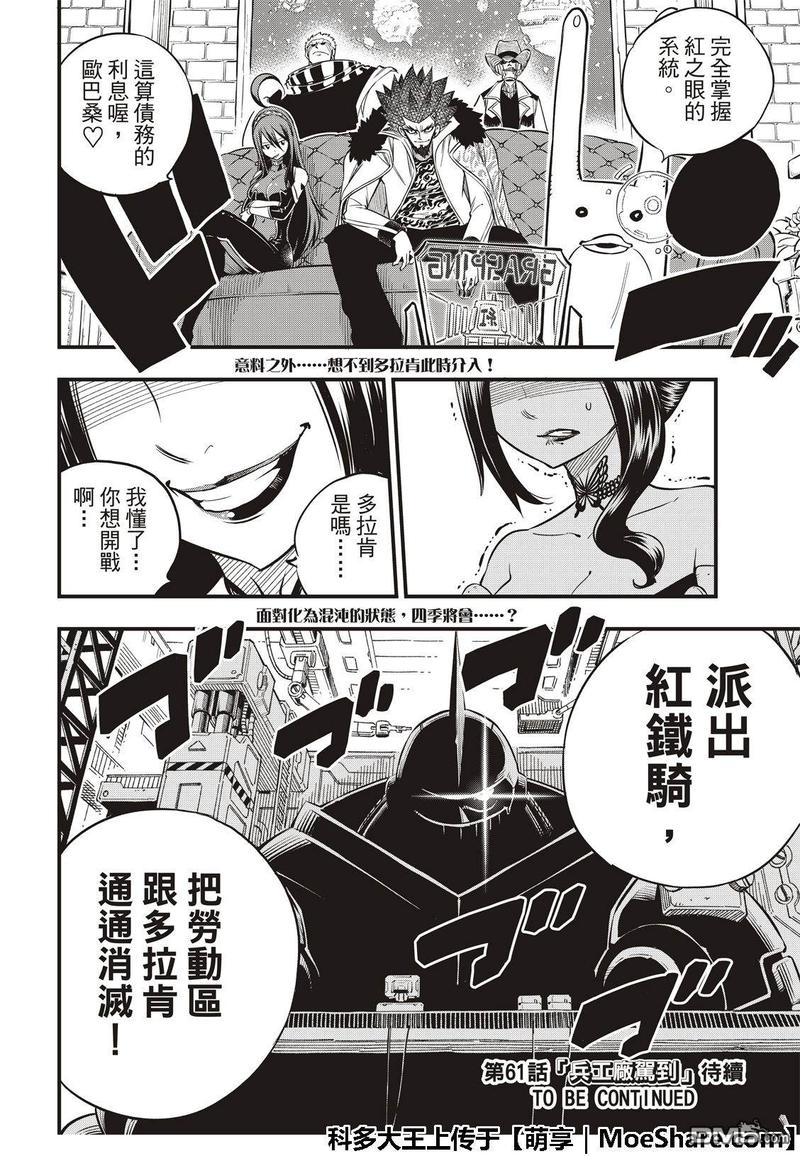 完全掌握
紅之眼的
系統。
這算債務的
利息喔，
歐巴桑♡
GRASPING
意料之外……想不到多拉肯此時介入！
多拉肯
是嗎……
我懂了…
你想開戰
啊…
面對化為混沌的狀態，四季將會……？
派出
紅鐵騎，
把勞動區
跟多拉肯
通通消滅！
ゴゴゴ
第61話「兵工廠駕到」待續
TO BE CONTINUED
科多大王上传于【萌享｜MoeShare.com】